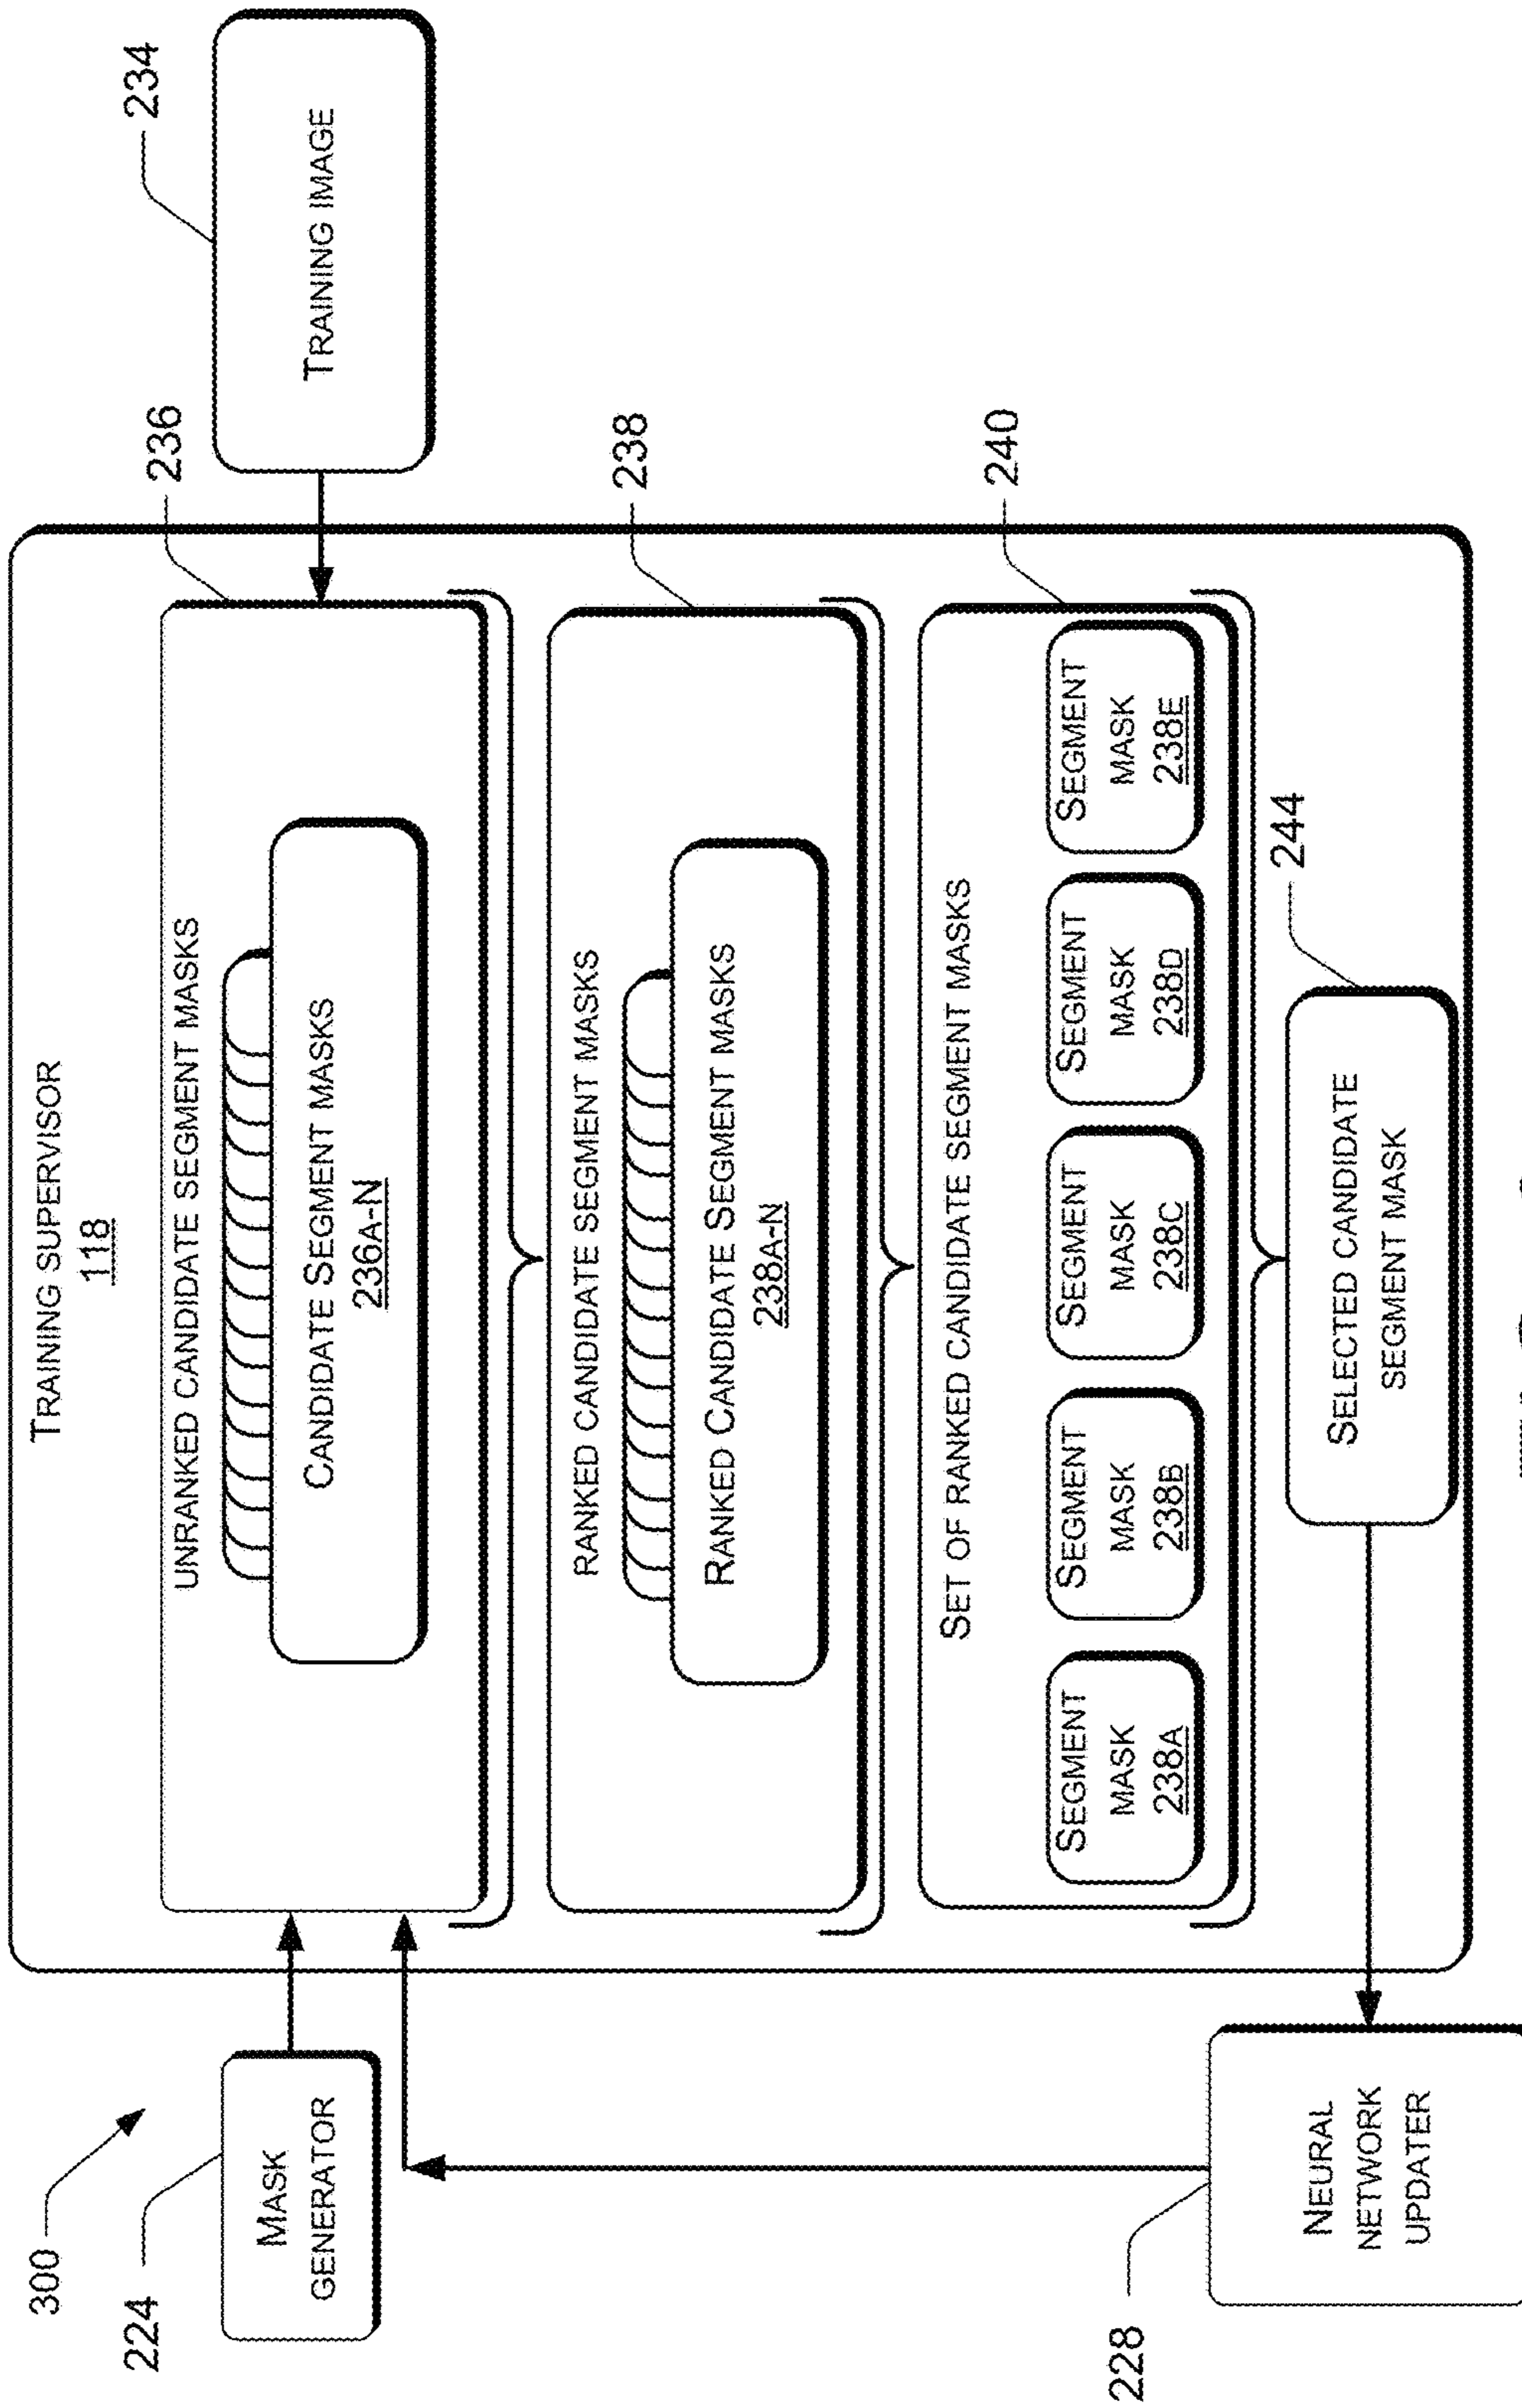 300
TRAINING SUPERVISOR
118
234
TRAINING IMAGE
224
MASK
GENERATOR
236
UNRANKED CANDIDATE SEGMENT MASKS
CANDIDATE SEGMENT MASKS
236A-N
238
RANKED CANDIDATE SEGMENT MASKS
RANKED CANDIDATE SEGMENT MASKS
238A-N
240
SET OF RANKED CANDIDATE SEGMENT MASKS
SEGMENT
MASK
238A
SEGMENT
MASK
238B
SEGMENT
MASK
238C
SEGMENT
MASK
238D
SEGMENT
MASK
238E
244
SELECTED CANDIDATE
SEGMENT MASK
228
NEURAL
NETWORK
UPDATER